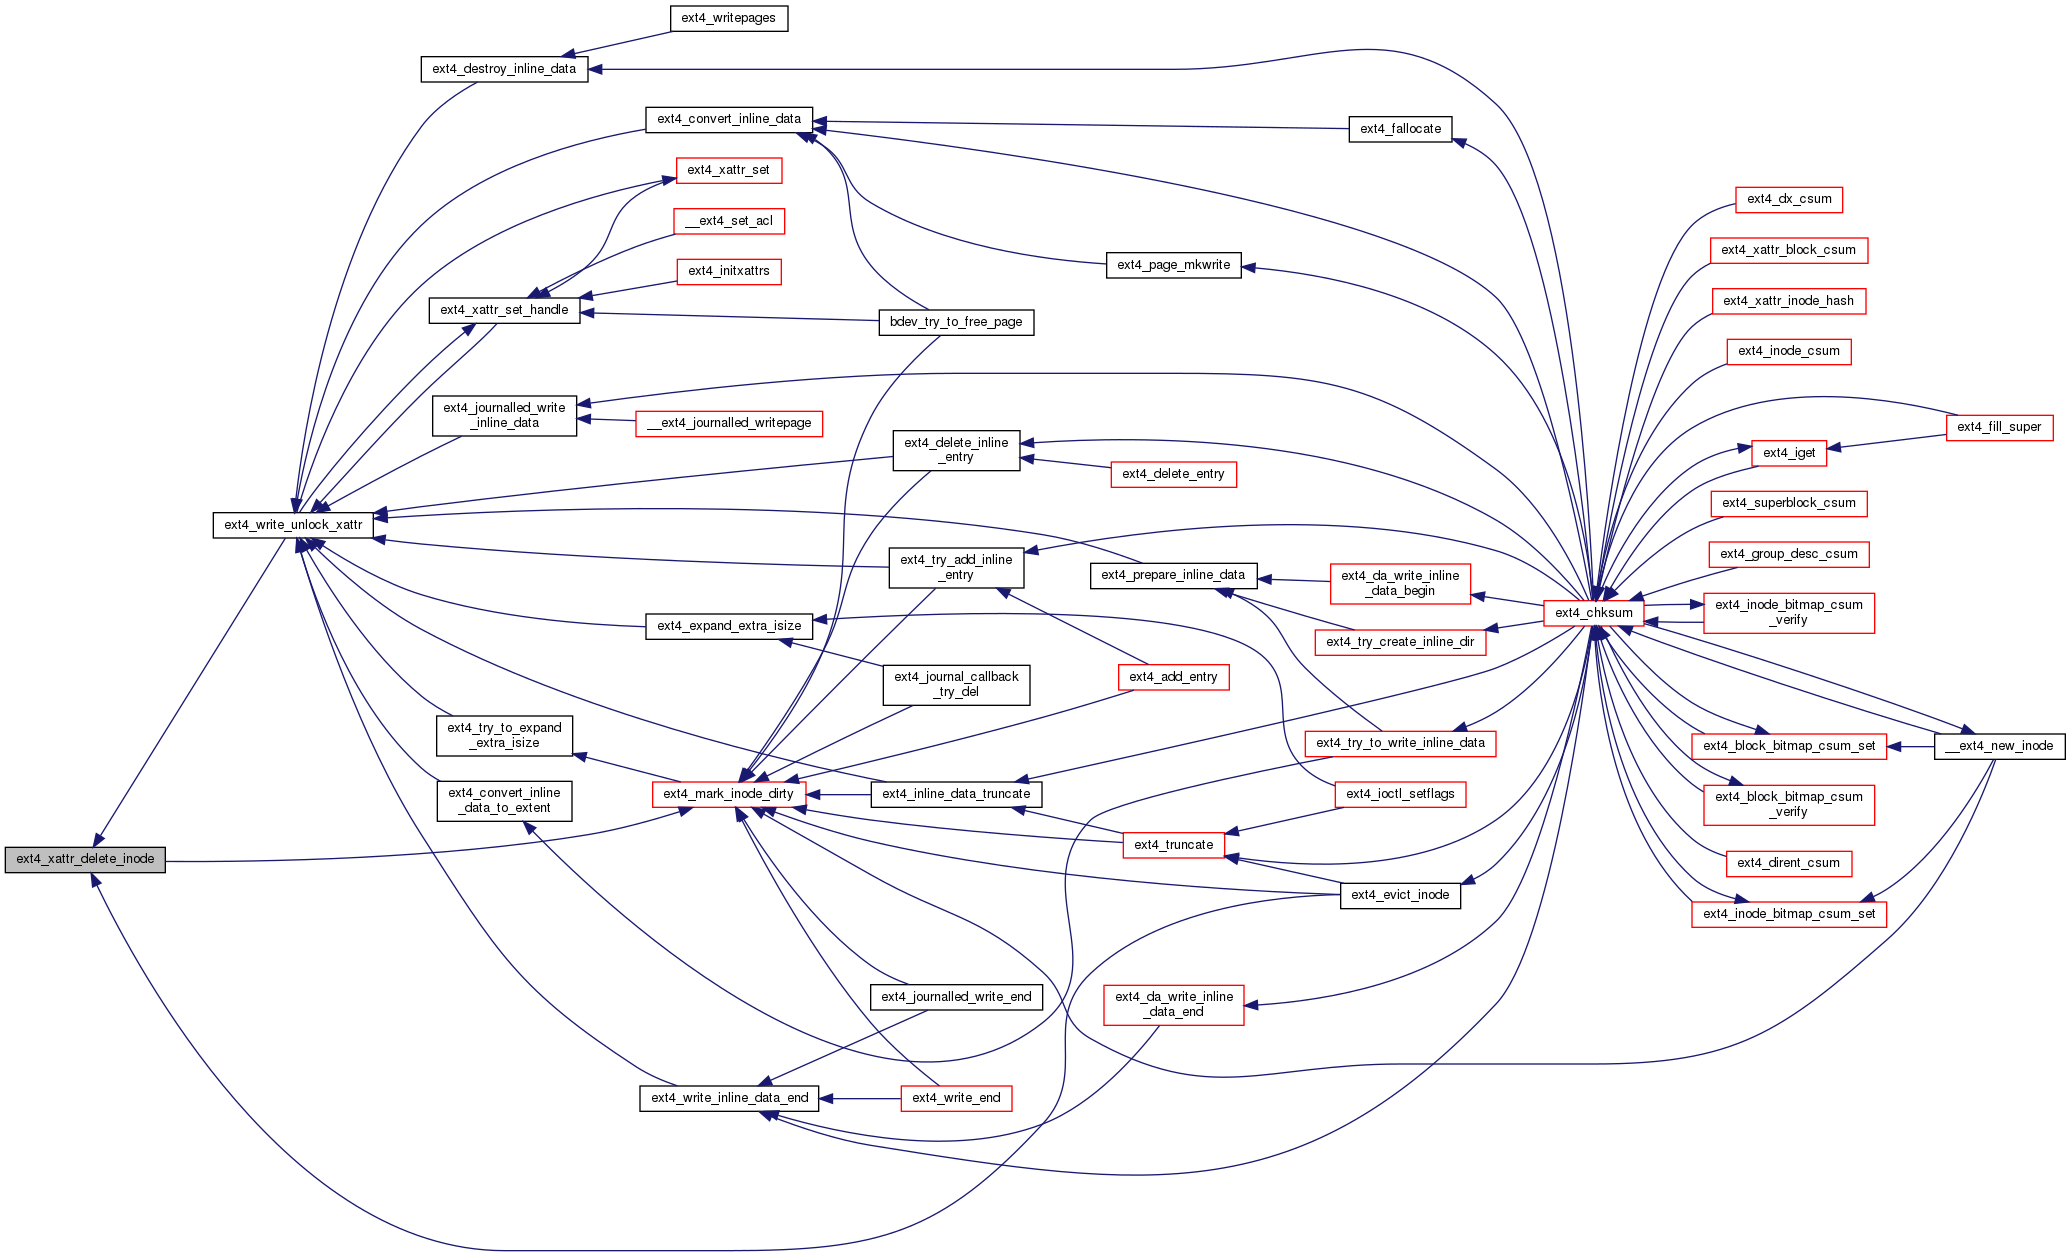 ext4_writepages
ext4_destroy_inline_data
ext4_convert_inline_data
ext4_fallocate
ext4_xattr_set
ext4_dx_csum
__ext4_set_acl
ext4_xattr_block_csum
ext4_page_mkwrite
ext4_initxattrs
ext4_xattr_inode_hash
ext4_xattr_set_handle
bdev_try_to_free_page
ext4_inode_csum
ext4_journalled_write
_inline_data
__ext4_journalled_writepage
ext4_fill_super
ext4_delete_inline
_entry
ext4_iget
ext4_delete_entry
ext4_superblock_csum
ext4_write_unlock_xattr
ext4_group_desc_csum
ext4_try_add_inline
_entry
ext4_prepare_inline_data
ext4_da_write_inline
_data_begin
ext4_chksum
ext4_inode_bitmap_csum
_verify
ext4_expand_extra_isize
ext4_try_create_inline_dir
ext4_journal_callback
_try_del
ext4_add_entry
ext4_try_to_expand
_extra_isize
ext4_try_to_write_inline_data
ext4_block_bitmap_csum_set
__ext4_new_inode
ext4_convert_inline
_data_to_extent
ext4_mark_inode_dirty
ext4_inline_data_truncate
ext4_ioctl_setflags
ext4_block_bitmap_csum
_verify
ext4_truncate
ext4_xattr_delete_inode
ext4_dirent_csum
ext4_evict_inode
ext4_inode_bitmap_csum_set
ext4_journalled_write_end
ext4_da_write_inline
_data_end
ext4_write_inline_data_end
ext4_write_end